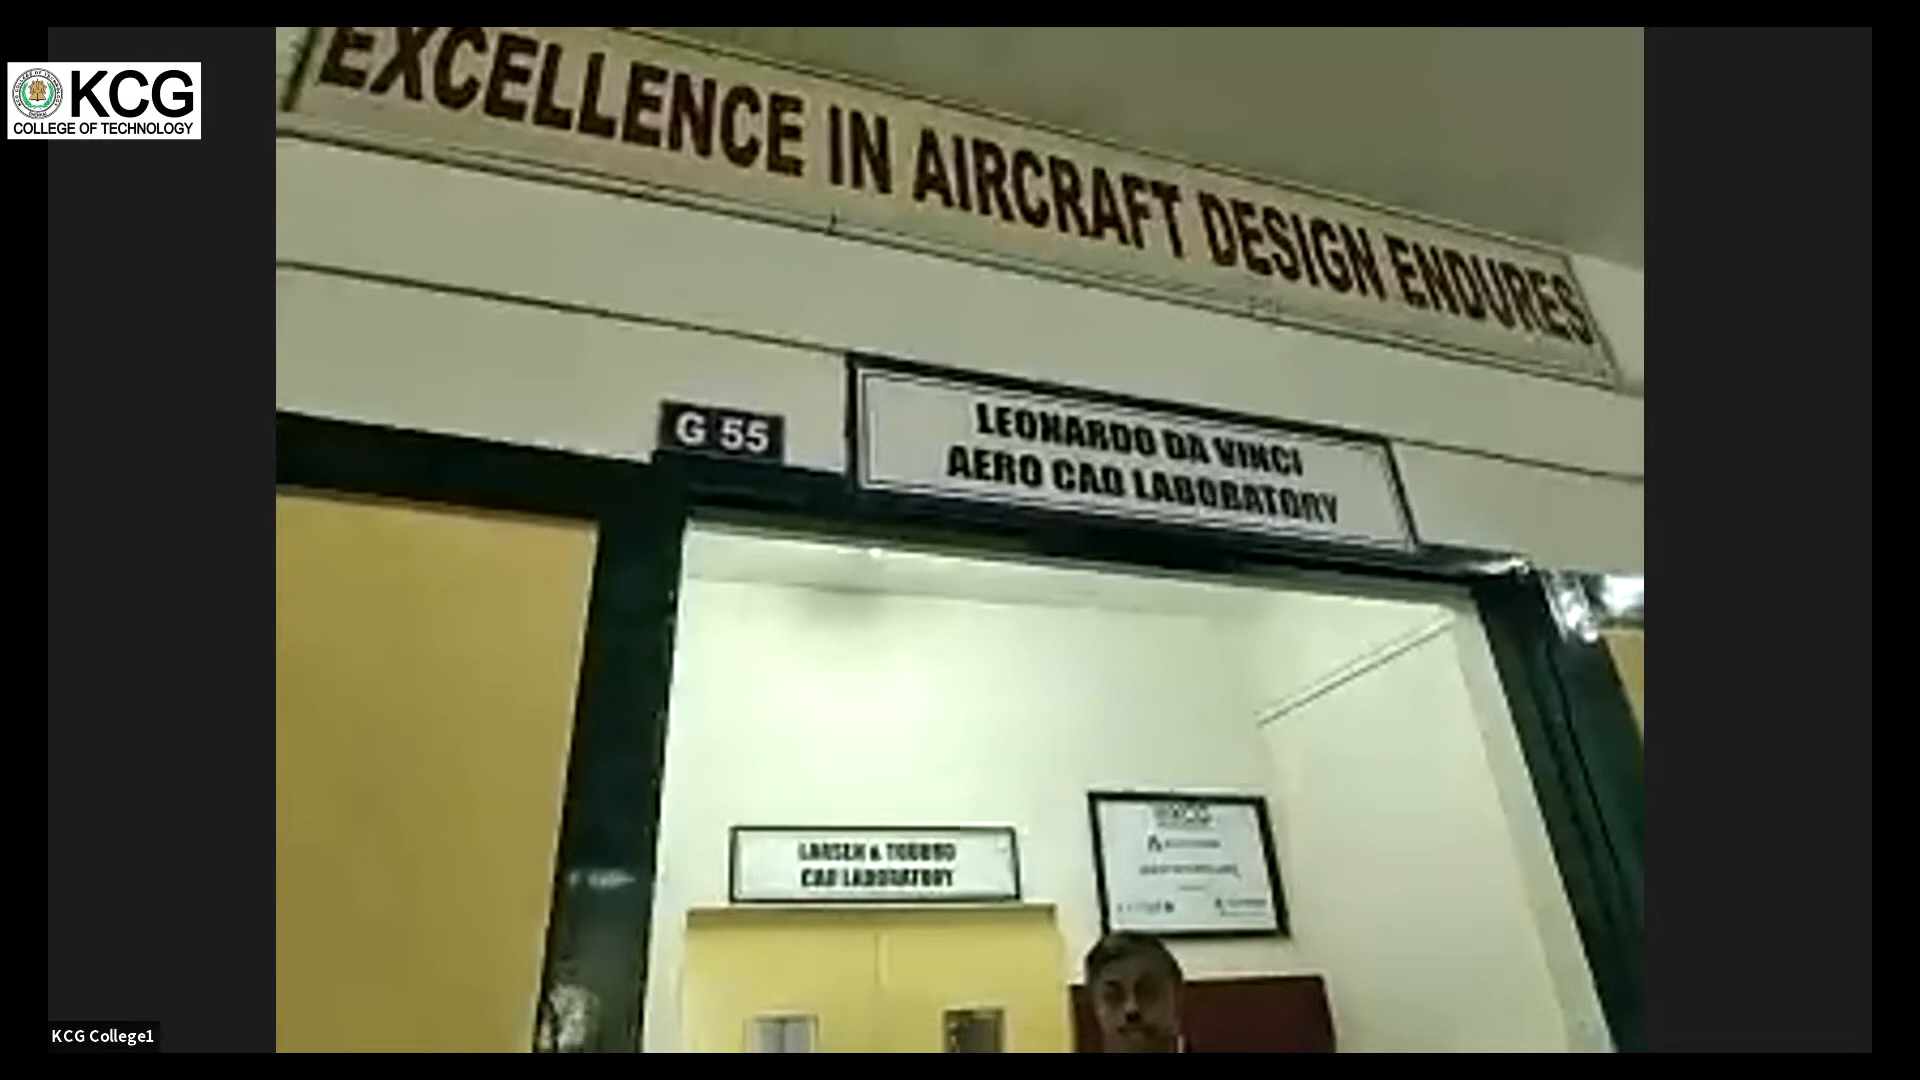 KCG
COLLEGE OF TECHNOLOGY
EXCELLENCE IN AIRCRAFT DESIGN ENDURES
G 55
LEONARDO DA VINCI
AERO CAD LABORATORY
LARSEN & TOUBRO
CAD LABORATORY
KCG College1